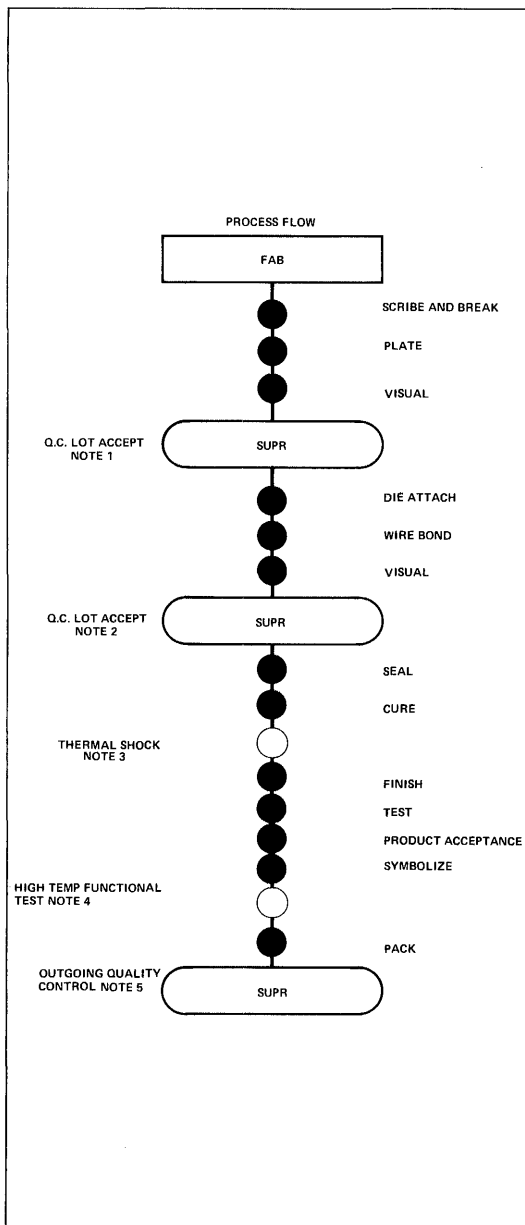 PROCESS FLOW
FAB
SCRIBE AND BREAK
PLATE
VISUAL
Q.C. LOT ACCEPT
NOTE 1
SUPR
DIE ATTACH
WIRE BOND
VISUAL
Q.C. LOT ACCEPT
NOTE 2
SUPR
SEAL
CURE
THERMAL SHOCK
NOTE 3
FINISH
TEST
PRODUCT ACCEPTANCE
SYMBOLIZE
HIGH TEMP FUNCTIONAL
TEST NOTE 4
PACK
OUTGOING QUALITY
CONTROL NOTE 5
SUPR